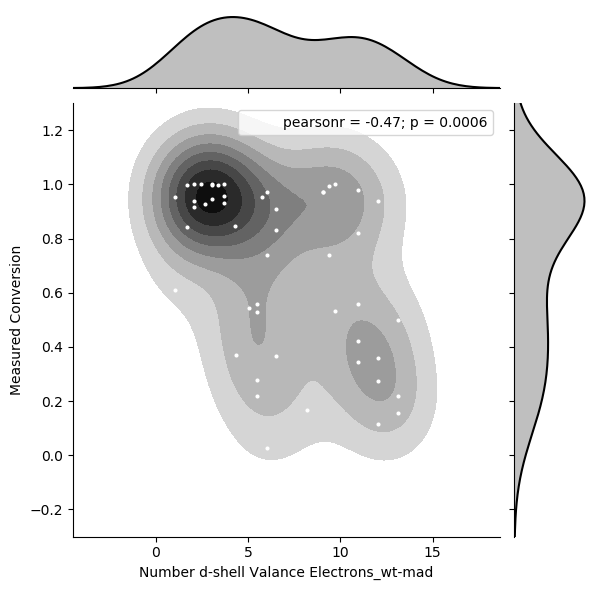 pearsonr = -0.47; p = 0.0006
1.2
1.0
0.8
0.6
0.4
0.2
0.0
−0.2
Measured Conversion
0 5 10 15
Number d-shell Valance Electrons_wt-mad